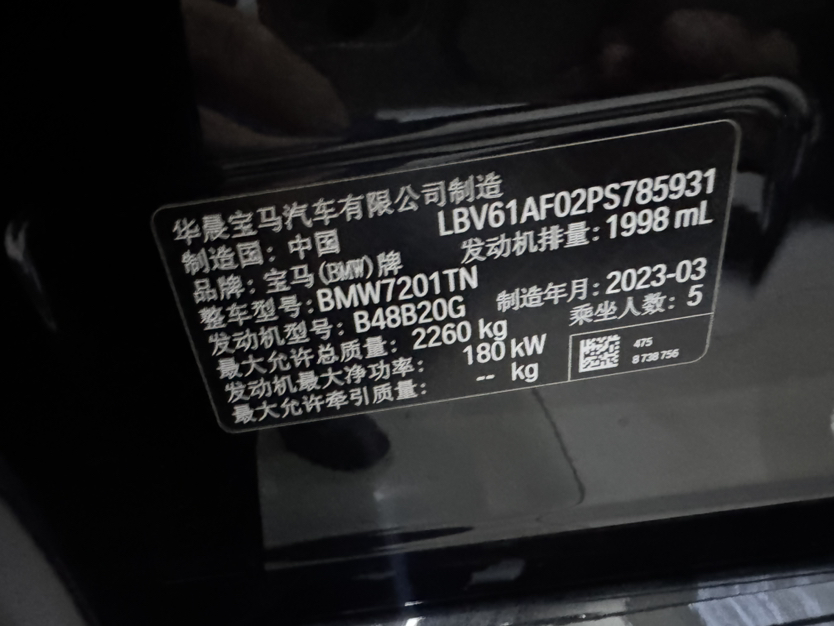 华晨宝马汽车有限公司制造
LBV61AF02PS785931
制造国：中国
发动机排量：1998 mL
品牌：宝马(BMW)牌
整车型号：BMW7201TN
制造年月：2023-03
发动机型号：B48B20G
乘坐人数：5
最大允许总质量：2260 kg
发动机最大净功率：180 kW
最大允许牵引质量：-- kg
475
8738756